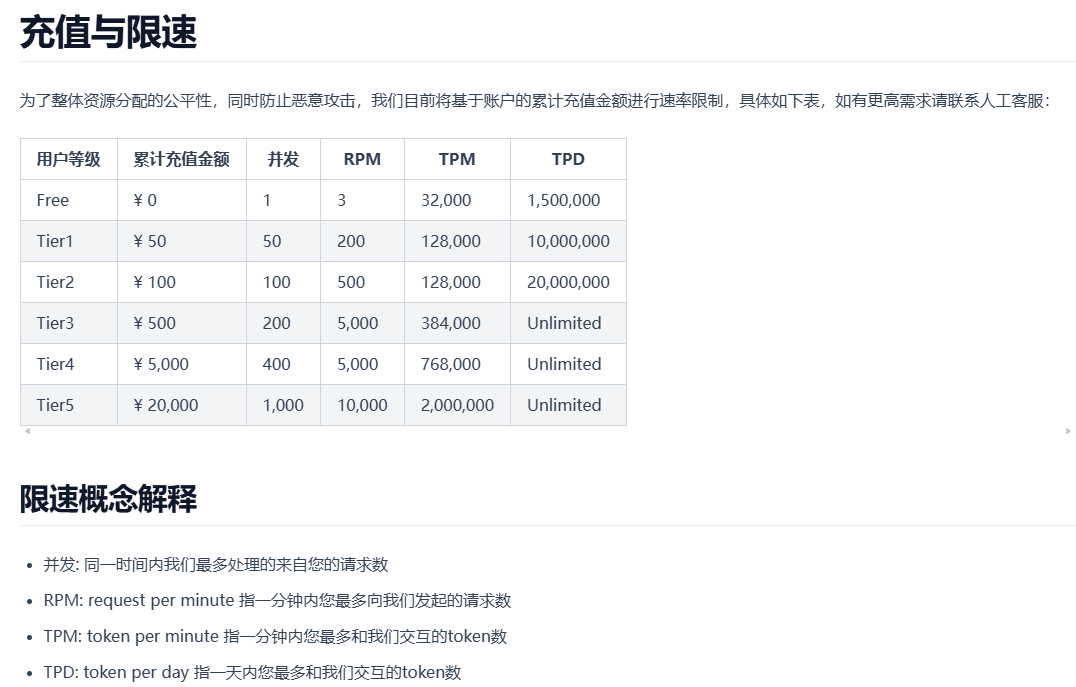 充值与限速
为了整体资源分配的公平性，同时防止恶意攻击，我们目前将基于账户的累计充值金额进行速率限制，具体如下表，如有更高需求请联系人工客服：
用户等级 累计充值金额 并发 RPM TPM TPD
Free ¥ 0 1 3 32,000 1,500,000
Tier1 ¥ 50 50 200 128,000 10,000,000
Tier2 ¥ 100 100 500 128,000 20,000,000
Tier3 ¥ 500 200 5,000 384,000 Unlimited
Tier4 ¥ 5,000 400 5,000 768,000 Unlimited
Tier5 ¥ 20,000 1,000 10,000 2,000,000 Unlimited
限速概念解释
• 并发: 同一时间内我们最多处理的来自您的请求数
• RPM: request per minute 指一分钟内您最多向我们发起的请求数
• TPM: token per minute 指一分钟内您最多和我们交互的token数
• TPD: token per day 指一天内您最多和我们交互的token数